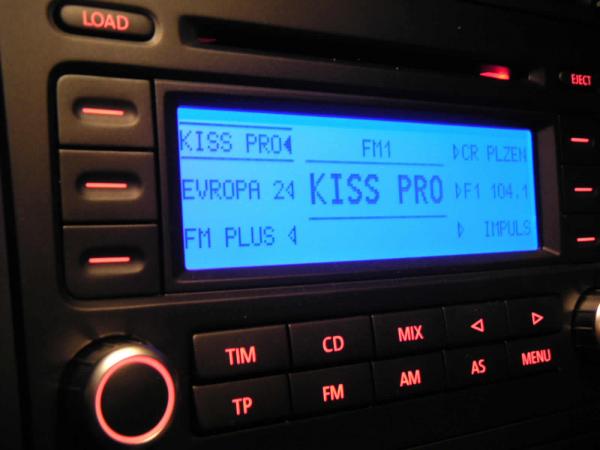 LOAD
EJECT
KISS PRO
FM1
CR PLZEN
EVROPA 2
KISS PRO
F1 104.1
FM PLUS
IMPULS
TIM
CD
MIX
TP
FM
AM
AS
MENU